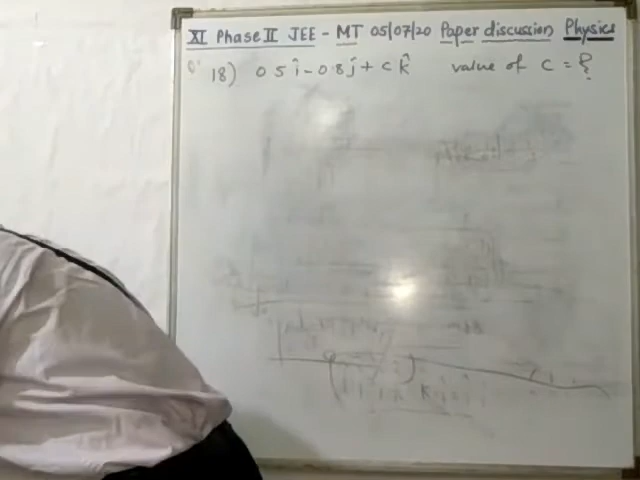 XI Phase II JEE - MT 05/07/20 Paper discussion Physics
18) 0.5 î - 0.8 ĵ + c k̂ value of c = ?